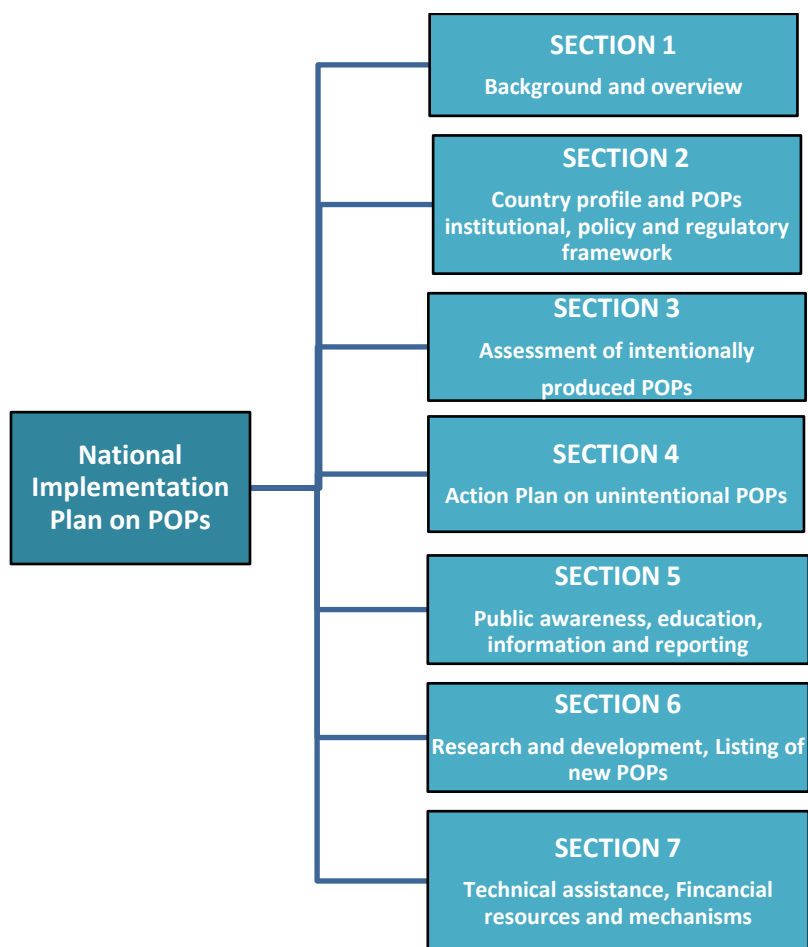 SECTION 1
Background and overview
SECTION 2
Country profile and POPs
institutional, policy and regulatory
framework
SECTION 3
Assessment of intentionally
produced POPs
National
Implementation
Plan on POPs
SECTION 4
Action Plan on unintentional POPs
SECTION 5
Public awareness, education,
information and reporting
SECTION 6
Research and development, Listing of
new POPs
SECTION 7
Technical assistance, Fincancial
resources and mechanisms